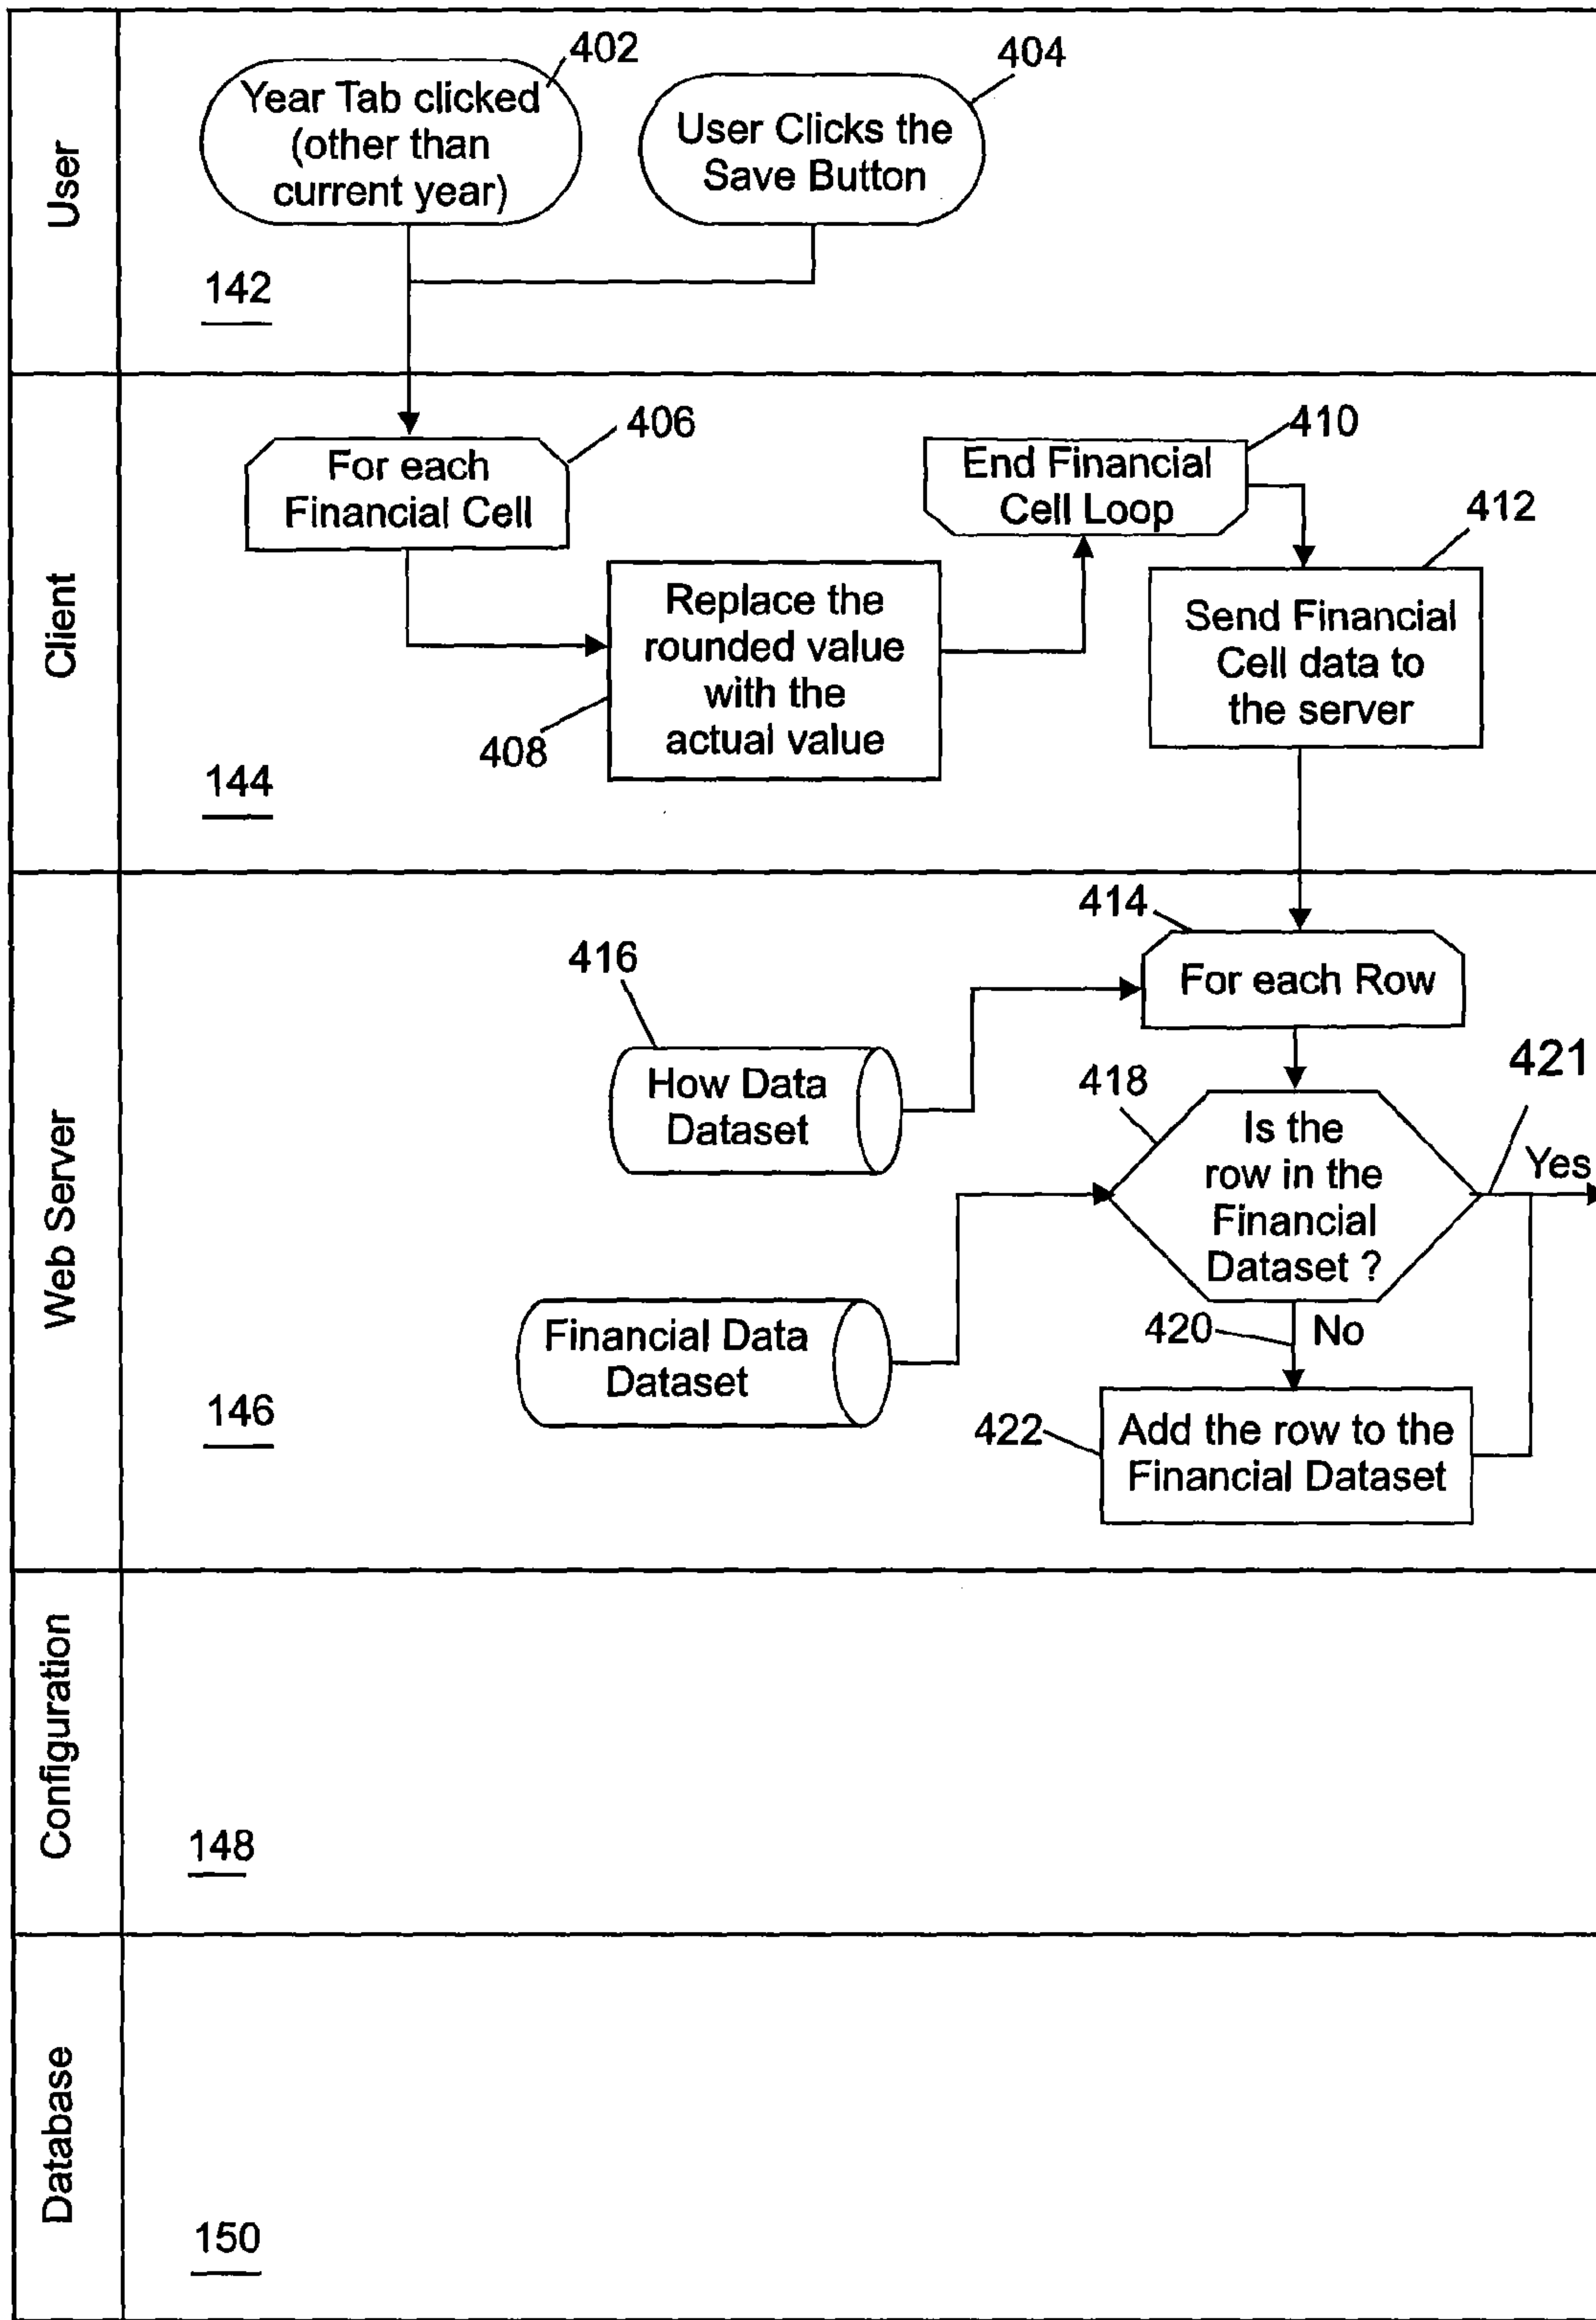 User
402
Year Tab clicked
(other than
current year)
404
User Clicks the
Save Button
142
Client
406
For each
Financial Cell
410
End Financial
Cell Loop
412
Replace the
rounded value
with the
actual value
408
Send Financial
Cell data to
the server
144
Web Server
414
For each Row
416
How Data
Dataset
418
Is the
row in the
Financial
Dataset ?
421
Yes
420
No
Financial Data
Dataset
422
Add the row to the
Financial Dataset
146
Configuration
148
Database
150